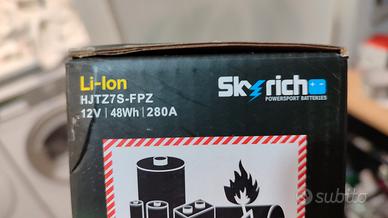 Li-Ion
HJTZ7S-FPZ
12V | 48Wh | 280A
Skyrich
POWERSPORT BATTERIES
subito